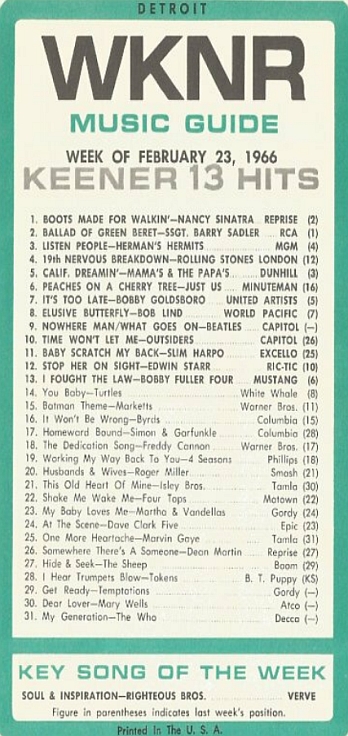 DETROIT
WKNR
MUSIC GUIDE
WEEK OF FEBRUARY 23, 1966
KEENER 13 HITS
1. BOOTS MADE FOR WALKIN'—NANCY SINATRA REPRISE (2)
2. BALLAD OF GREEN BERET—SSGT. BARRY SADLER RCA (1)
3. LISTEN PEOPLE—HERMAN'S HERMITS MGM (4)
4. 19th NERVOUS BREAKDOWN—ROLLING STONES LONDON (12)
5. CALIF. DREAMIN'—MAMA'S & THE PAPA'S DUNHILL (3)
6. PEACHES ON A CHERRY TREE—JUST US MINUTEMAN (16)
7. IT'S TOO LATE—BOBBY GOLDSBORO UNITED ARTISTS (5)
8. ELUSIVE BUTTERFLY—BOB LIND WORLD PACIFIC (7)
9. NOWHERE MAN/WHAT GOES ON—BEATLES CAPITOL (—)
10. TIME WON'T LET ME—OUTSIDERS CAPITOL (26)
11. BABY SCRATCH MY BACK—SLIM HARPO EXCELLO (25)
12. STOP HER ON SIGHT—EDWIN STARR RIC-TIC (10)
13. I FOUGHT THE LAW—BOBBY FULLER FOUR MUSTANG (6)
14. You Baby—Turtles White Whale (8)
15. Batman Theme—Marketts Warner Bros. (11)
16. It Won't Be Wrong—Byrds Columbia (15)
17. Homeward Bound—Simon & Garfunkle Columbia (28)
18. The Dedication Song—Freddy Cannon Warner Bros. (17)
19. Working My Way Back To You—4 Seasons Phillips (18)
20. Husbands & Wives—Roger Miller Smash (21)
21. This Old Heart Of Mine—Isley Bros. Tamla (30)
22. Shake Me Wake Me—Four Tops Motown (22)
23. My Baby Loves Me—Martha & Vandellas Gordy (24)
24. At The Scene—Dave Clark Five Epic (23)
25. One More Heartache—Marvin Gaye Tamla (31)
26. Somewhere There's A Someone—Dean Martin Reprise (27)
27. Hide & Seek—The Sheep Boom (29)
28. I Hear Trumpets Blow—Tokens B. T. Puppy (KS)
29. Get Ready—Temptations Gordy (—)
30. Dear Lover—Mary Wells Atco (—)
31. My Generation—The Who Decca (—)
KEY SONG OF THE WEEK
SOUL & INSPIRATION—RIGHTEOUS BROS. VERVE
Figure in parentheses indicates last week's position.
Printed In The U. S. A.